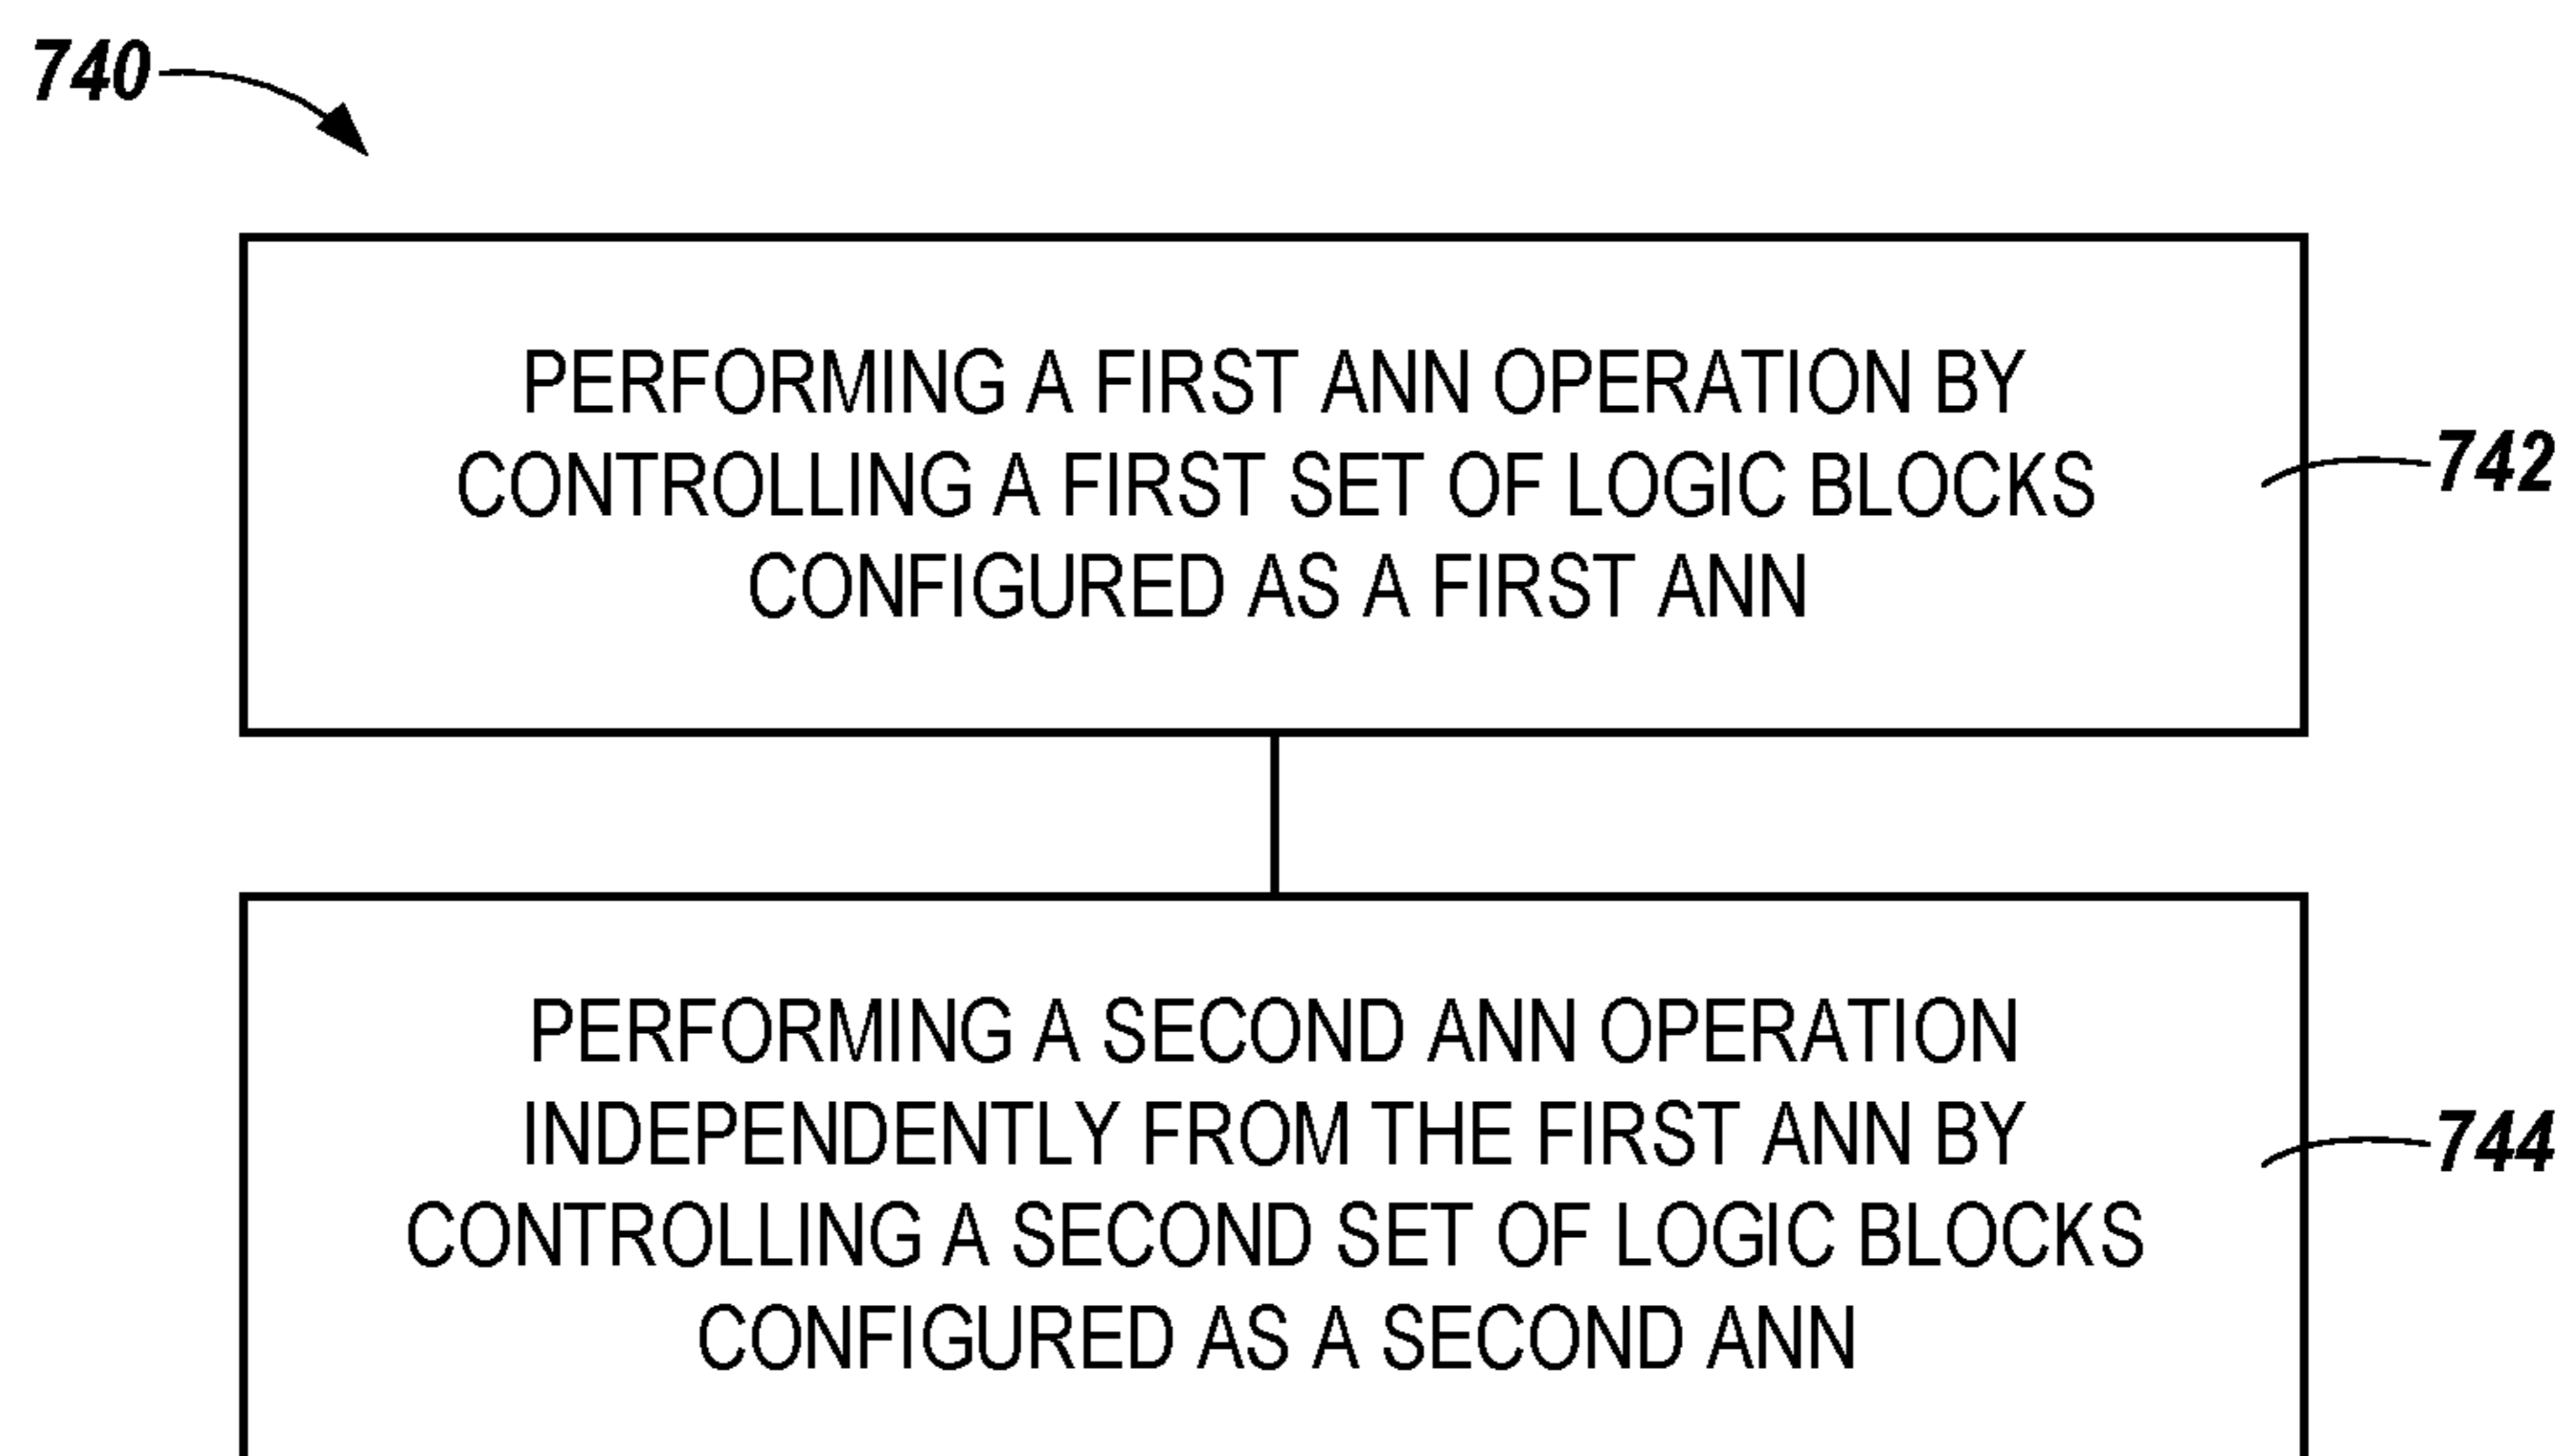 740
PERFORMING A FIRST ANN OPERATION BY
CONTROLLING A FIRST SET OF LOGIC BLOCKS
CONFIGURED AS A FIRST ANN
742
PERFORMING A SECOND ANN OPERATION
INDEPENDENTLY FROM THE FIRST ANN BY
CONTROLLING A SECOND SET OF LOGIC BLOCKS
CONFIGURED AS A SECOND ANN
744